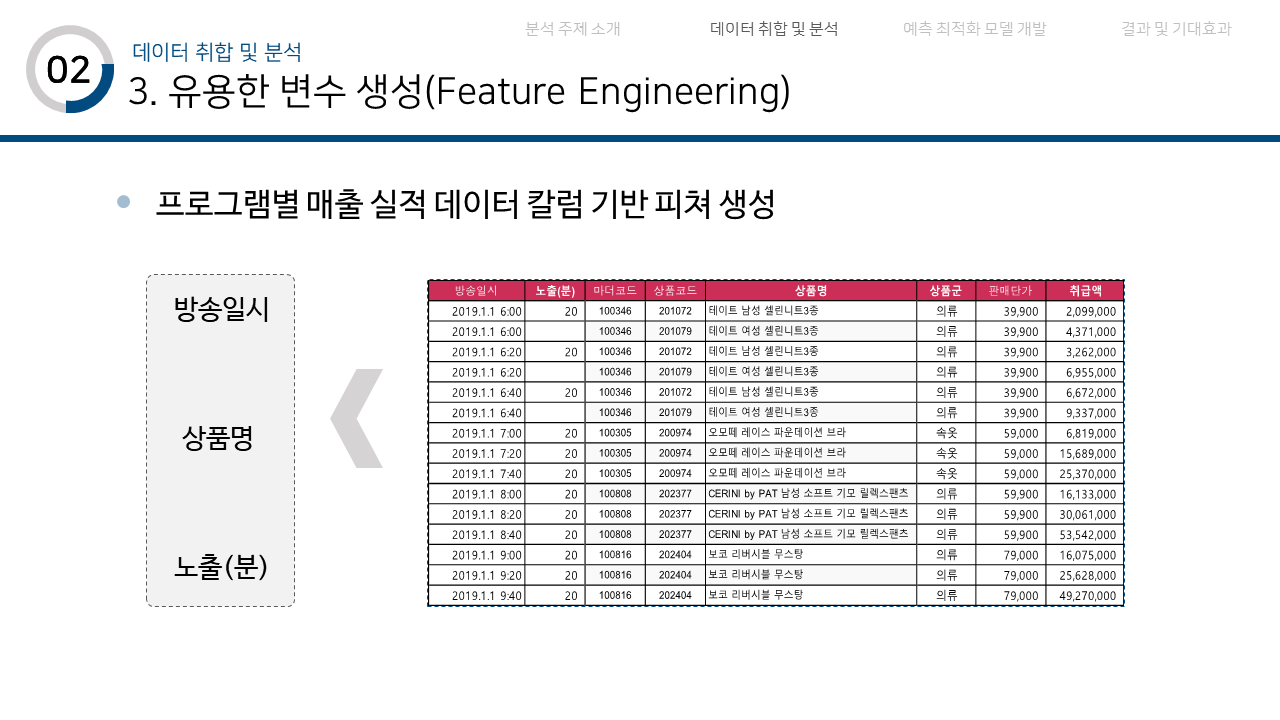 분석 주제 소개 데이터 취합 및 분석 예측 최적화 모델 개발 결과 및 기대효과
02
데이터 취합 및 분석
3. 유용한 변수 생성(Feature Engineering)
프로그램별 매출 실적 데이터 칼럼 기반 피쳐 생성
방송일시
상품명
노출(분)
방송일시 노출(분) 마더코드 상품코드 상품명 상품군 판매단가 취급액
2019.1.1 6:00 20 100346 201072 테이트 남성 셀린니트3종 의류 39,900 2,099,000
2019.1.1 6:00 100346 201079 테이트 여성 셀린니트3종 의류 39,900 4,371,000
2019.1.1 6:20 20 100346 201072 테이트 남성 셀린니트3종 의류 39,900 3,262,000
2019.1.1 6:20 100346 201079 테이트 여성 셀린니트3종 의류 39,900 6,955,000
2019.1.1 6:40 20 100346 201072 테이트 남성 셀린니트3종 의류 39,900 6,672,000
2019.1.1 6:40 100346 201079 테이트 여성 셀린니트3종 의류 39,900 9,337,000
2019.1.1 7:00 20 100305 200974 오모떼 레이스 파운데이션 브라 속옷 59,000 6,819,000
2019.1.1 7:20 20 100305 200974 오모떼 레이스 파운데이션 브라 속옷 59,000 15,689,000
2019.1.1 7:40 20 100305 200974 오모떼 레이스 파운데이션 브라 속옷 59,000 25,370,000
2019.1.1 8:00 20 100808 202377 CERINI by PAT 남성 소프트 기모 릴렉스팬츠 의류 59,900 16,133,000
2019.1.1 8:20 20 100808 202377 CERINI by PAT 남성 소프트 기모 릴렉스팬츠 의류 59,900 30,061,000
2019.1.1 8:40 20 100808 202377 CERINI by PAT 남성 소프트 기모 릴렉스팬츠 의류 59,900 53,542,000
2019.1.1 9:00 20 100816 202404 보코 리버시블 무스탕 의류 79,000 16,075,000
2019.1.1 9:20 20 100816 202404 보코 리버시블 무스탕 의류 79,000 25,628,000
2019.1.1 9:40 20 100816 202404 보코 리버시블 무스탕 의류 79,000 49,270,000